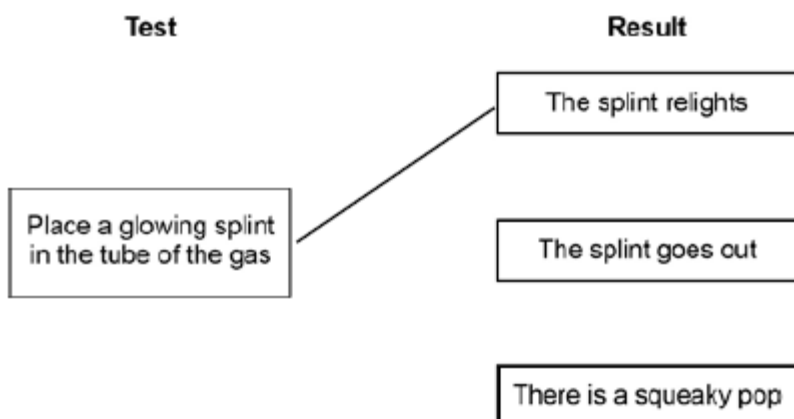 Test
Result
The splint relights
Place a glowing splint
in the tube of the gas
The splint goes out
There is a squeaky pop